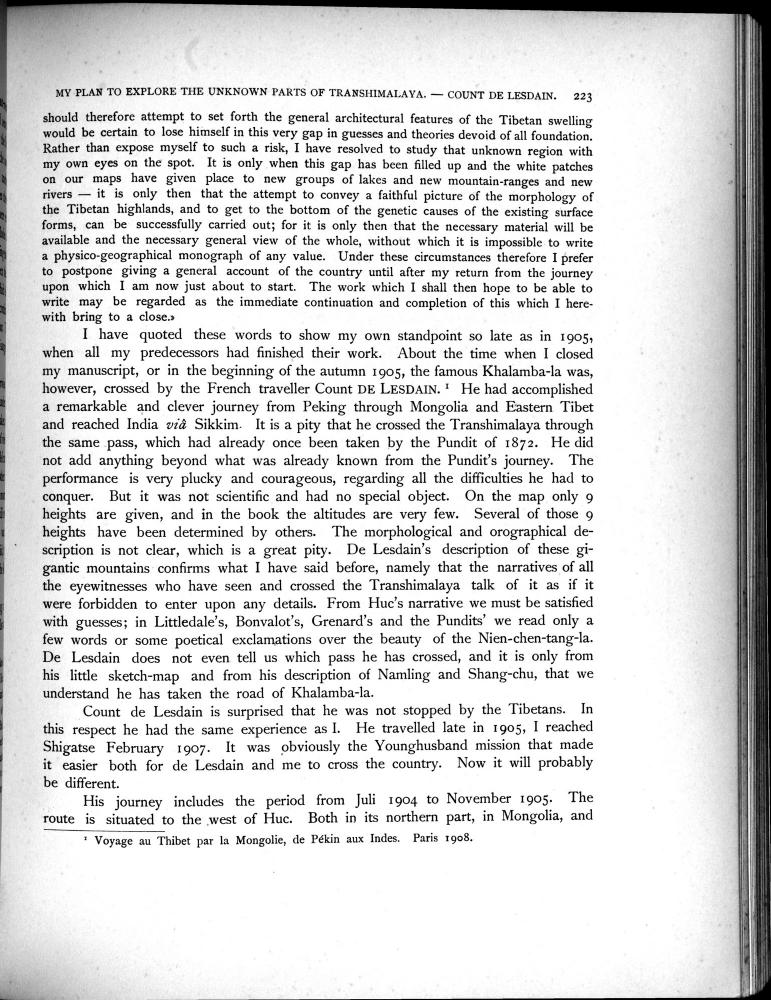 MY PLAN TO EXPLORE THE UNKNOWN PARTS OF TRANSHIMALAYA. — COUNT DE LESDAIN. 223
should therefore attempt to set forth the general architectural features of the Tibetan swelling
would be certain to lose himself in this very gap in guesses and theories devoid of all foundation.
Rather than expose myself to such a risk, I have resolved to study that unknown region with
my own eyes on the spot. It is only when this gap has been filled up and the white patches
on our maps have given place to new groups of lakes and new mountain-ranges and new
rivers — it is only then that the attempt to convey a faithful picture of the morphology of
the Tibetan highlands, and to get to the bottom of the genetic causes of the existing surface
forms, can be successfully carried out; for it is only then that the necessary material will be
available and the necessary general view of the whole, without which it is impossible to write
a physico-geographical monograph of any value. Under these circumstances therefore I prefer
to postpone giving a general account of the country until after my return from the journey
upon which I am now just about to start. The work which I shall then hope to be able to
write may be regarded as the immediate continuation and completion of this which I here-
with bring to a close.»
I have quoted these words to show my own standpoint so late as in 1905,
when all my predecessors had finished their work. About the time when I closed
my manuscript, or in the beginning of the autumn 1905, the famous Khalamba-la was,
however, crossed by the French traveller Count DE LESDAIN. ¹ He had accomplished
a remarkable and clever journey from Peking through Mongolia and Eastern Tibet
and reached India viâ Sikkim. It is a pity that he crossed the Transhimalaya through
the same pass, which had already once been taken by the Pundit of 1872. He did
not add anything beyond what was already known from the Pundit's journey. The
performance is very plucky and courageous, regarding all the difficulties he had to
conquer. But it was not scientific and had no special object. On the map only 9
heights are given, and in the book the altitudes are very few. Several of those 9
heights have been determined by others. The morphological and orographical de-
scription is not clear, which is a great pity. De Lesdain's description of these gi-
gantic mountains confirms what I have said before, namely that the narratives of all
the eyewitnesses who have seen and crossed the Transhimalaya talk of it as if it
were forbidden to enter upon any details. From Huc's narrative we must be satisfied
with guesses; in Littledale's, Bonvalot's, Grenard's and the Pundits' we read only a
few words or some poetical exclamations over the beauty of the Nien-chen-tang-la.
De Lesdain does not even tell us which pass he has crossed, and it is only from
his little sketch-map and from his description of Namling and Shang-chu, that we
understand he has taken the road of Khalamba-la.
Count de Lesdain is surprised that he was not stopped by the Tibetans. In
this respect he had the same experience as I. He travelled late in 1905, I reached
Shigatse February 1907. It was obviously the Younghusband mission that made
it easier both for de Lesdain and me to cross the country. Now it will probably
be different.
His journey includes the period from Juli 1904 to November 1905. The
route is situated to the west of Huc. Both in its northern part, in Mongolia, and
¹ Voyage au Thibet par la Mongolie, de Pékin aux Indes. Paris 1908.